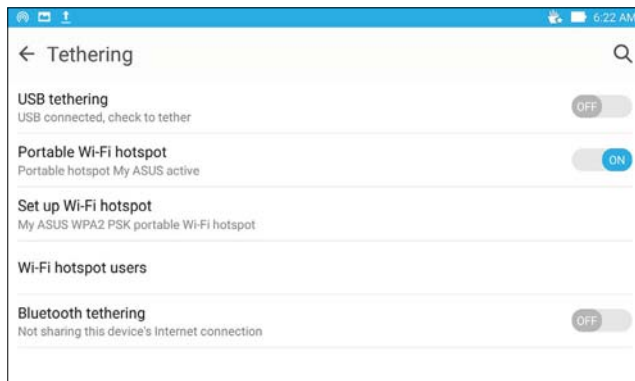 6:22 AM
Tethering
USB tethering
OFF
USB connected, check to tether
Portable Wi-Fi hotspot
ON
Portable hotspot My ASUS active
Set up Wi-Fi hotspot
My ASUS WPA2 PSK portable Wi-Fi hotspot
Wi-Fi hotspot users
Bluetooth tethering
OFF
Not sharing this device's Internet connection